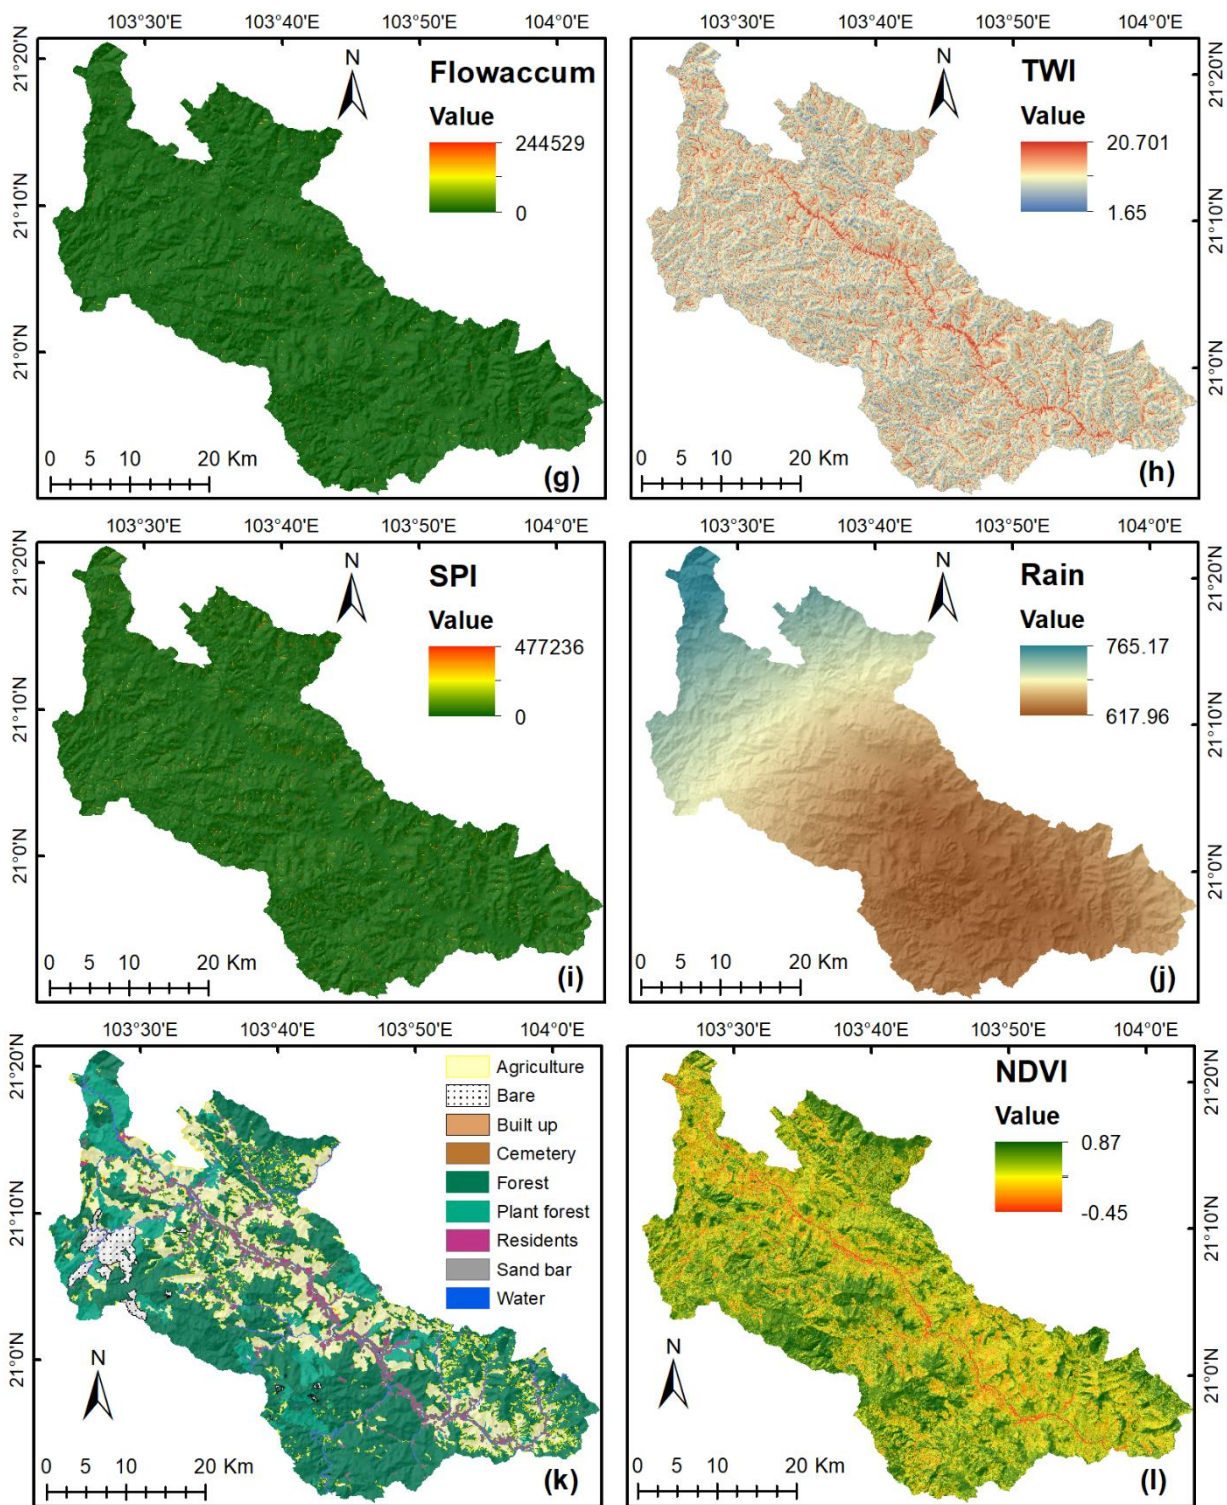 103°30'E 103°40'E 103°50'E 104°0'E
103°30'E 103°40'E 103°50'E 104°0'E
21°20'N
21°10'N
21°0'N
N
Flowaccum
Value
244529
0
0 5 10 20 Km
(g)
N
TWI
Value
20.701
1.65
0 5 10 20 Km
(h)
21°20'N
21°10'N
21°0'N
103°30'E 103°40'E 103°50'E 104°0'E
103°30'E 103°40'E 103°50'E 104°0'E
21°20'N
21°10'N
21°0'N
N
SPI
Value
477236
0
0 5 10 20 Km
(i)
N
Rain
Value
765.17
617.96
0 5 10 20 Km
(j)
21°20'N
21°10'N
21°0'N
103°30'E 103°40'E 103°50'E 104°0'E
103°30'E 103°40'E 103°50'E 104°0'E
21°20'N
21°10'N
21°0'N
Agriculture
Bare
Built up
Cemetery
Forest
Plant forest
Residents
Sand bar
Water
N
0 5 10 20 Km
(k)
NDVI
Value
0.87
-0.45
N
0 5 10 20 Km
(l)
21°20'N
21°10'N
21°0'N